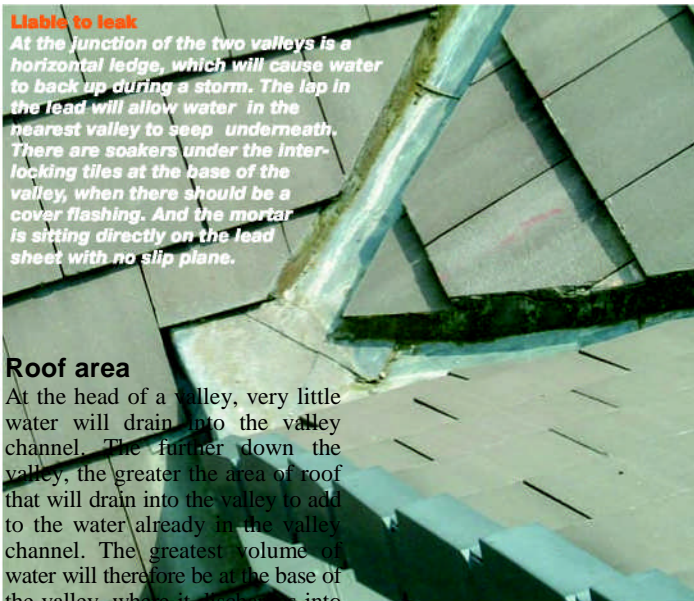 Liable to leak
At the junction of the two valleys is a
horizontal ledge, which will cause water
to back up during a storm. The lap in
the lead will allow water in the
nearest valley to seep underneath.
There are soakers under the inter-
locking tiles at the base of the
valley, when there should be a
cover flashing. And the mortar
is sitting directly on the lead
sheet with no slip plane.
Roof area
At the head of a valley, very little
water will drain into the valley
channel. The further down the
valley, the greater the area of roof
that will drain into the valley to add
to the water already in the valley
channel. The greatest volume of
water will therefore be at the base of
the valley, where it discharges into